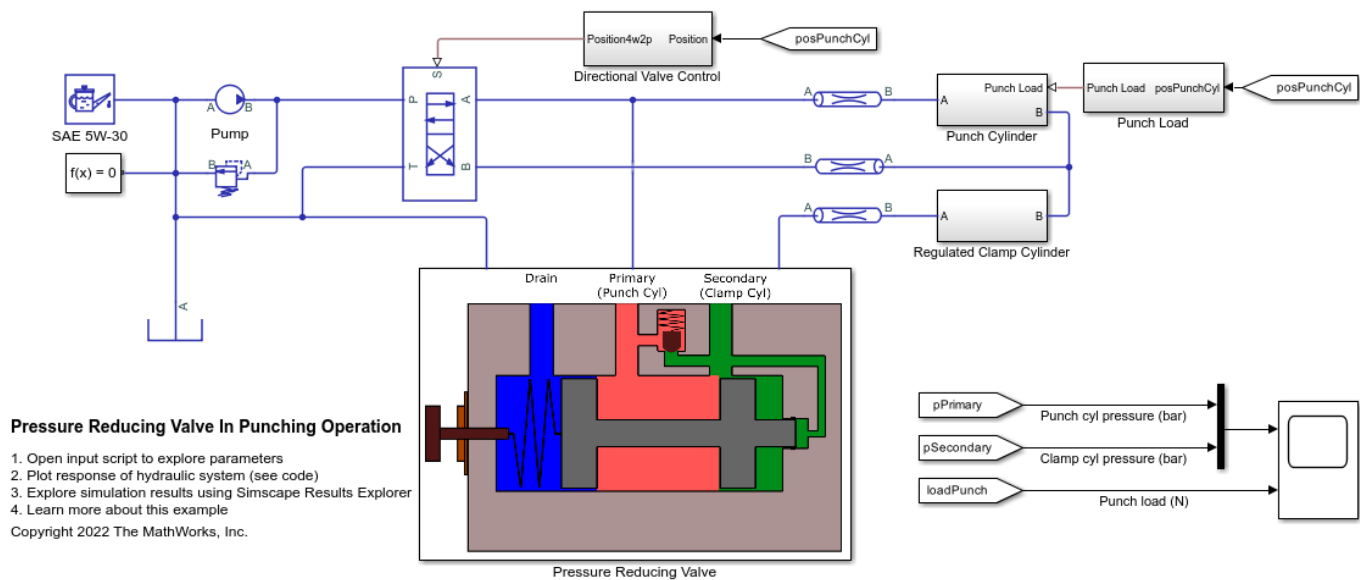 Position4w2p
Position
posPunchCyl
Directional Valve Control
S
SAE 5W-30
A
B
Pump
P
A
T
B
B
A
f(x) = 0
A
B
A
Punch Load
B
Punch Cylinder
Punch Load
posPunchCyl
Punch Load
posPunchCyl
B
A
A
B
A
B
Regulated Clamp Cylinder
A
Drain
Primary
(Punch Cyl)
Secondary
(Clamp Cyl)
Pressure Reducing Valve
Pressure Reducing Valve In Punching Operation
1. Open input script to explore parameters
2. Plot response of hydraulic system (see code)
3. Explore simulation results using Simscape Results Explorer
4. Learn more about this example
Copyright 2022 The MathWorks, Inc.
pPrimary
Punch cyl pressure (bar)
pSecondary
Clamp cyl pressure (bar)
loadPunch
Punch load (N)